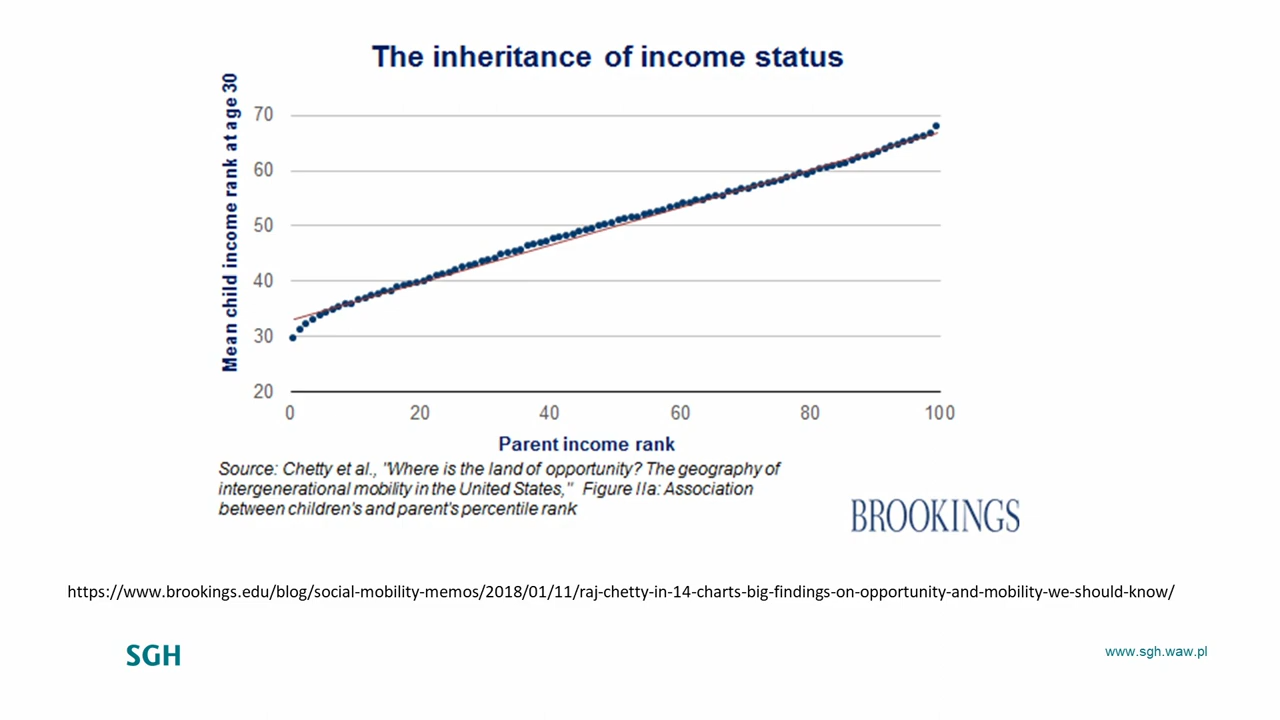 The inheritance of income status
Mean child income rank at age 30
70
60
50
40
30
20
0 20 40 60 80 100
Parent income rank
Source: Chetty et al., "Where is the land of opportunity? The geography of
intergenerational mobility in the United States," Figure IIa: Association
between children's and parent's percentile rank
BROOKINGS
https://www.brookings.edu/blog/social-mobility-memos/2018/01/11/raj-chetty-in-14-charts-big-findings-on-opportunity-and-mobility-we-should-know/
SGH
www.sgh.waw.pl